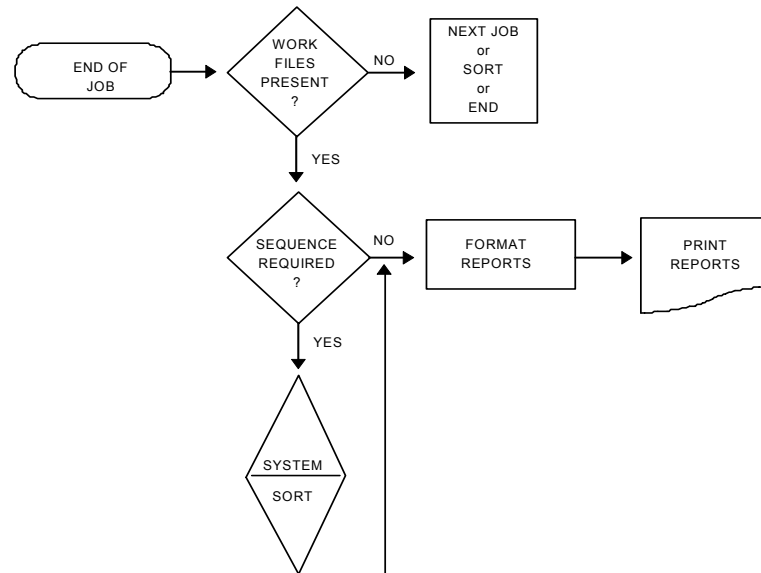 END OF
JOB
WORK
FILES
PRESENT
?
NO
NEXT JOB
or
SORT
or
END
YES
SEQUENCE
REQUIRED
?
NO
FORMAT
REPORTS
PRINT
REPORTS
YES
SYSTEM
SORT